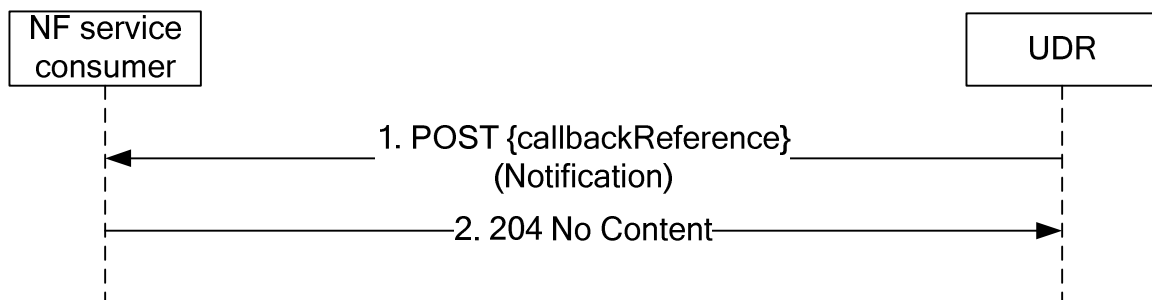 NF service
consumer
UDR
1. POST {callbackReference}
(Notification)
2. 204 No Content